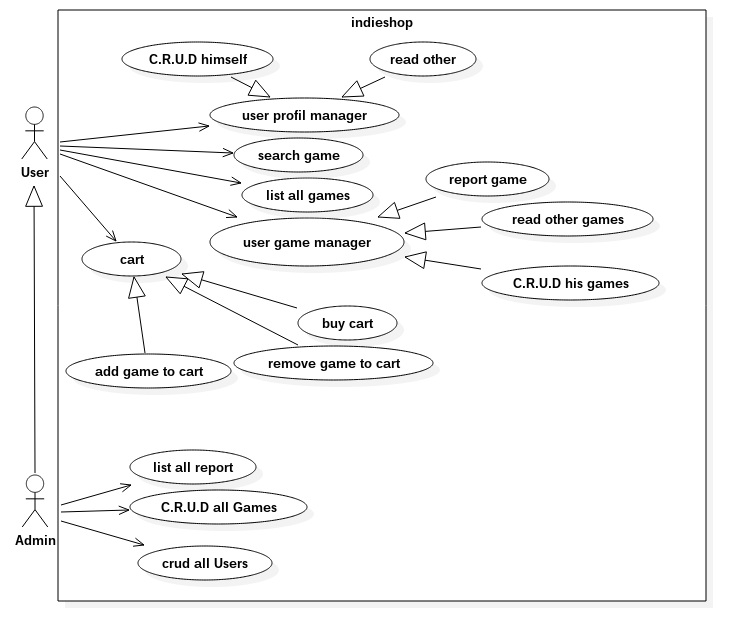 indieshop
C.R.U.D himself
read other
user profil manager
search game
User
report game
list all games
read other games
user game manager
cart
C.R.U.D his games
buy cart
remove game to cart
add game to cart
list all report
C.R.U.D all Games
Admin
crud all Users